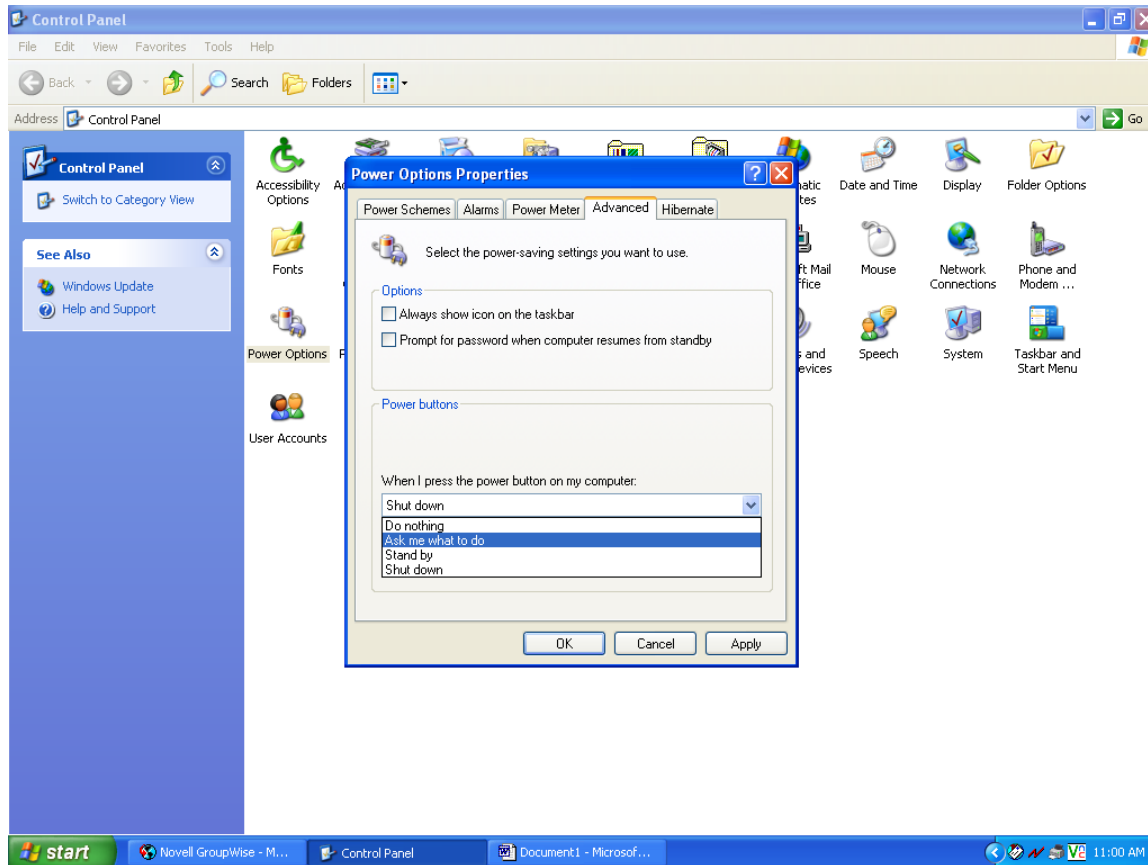 Control Panel
File Edit View Favorites Tools Help
Back Search Folders
Address Control Panel Go
Control Panel
Switch to Category View
See Also
Windows Update
Help and Support
Accessibility Options
Date and Time
Display
Folder Options
Fonts
Mouse
Network Connections
Phone and Modem ...
Power Options
Speech
System
Taskbar and Start Menu
User Accounts
Power Options Properties
Power Schemes Alarms Power Meter Advanced Hibernate
Select the power-saving settings you want to use.
Options
Always show icon on the taskbar
Prompt for password when computer resumes from standby
Power buttons
When I press the power button on my computer:
Shut down
Do nothing
Ask me what to do
Stand by
Shut down
OK Cancel Apply
start Novell GroupWise - M... Control Panel Document1 - Microsof... 11:00 AM